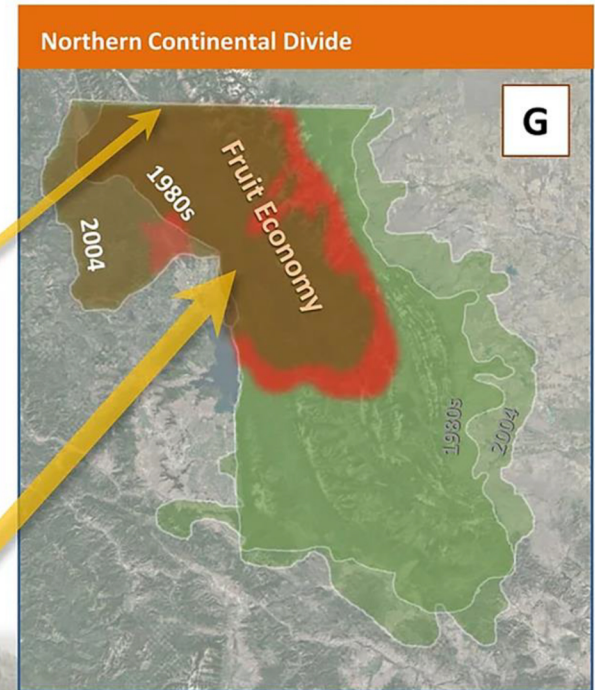 Northern Continental Divide
G
Fruit Economy
1980s
2004
1980s
2004